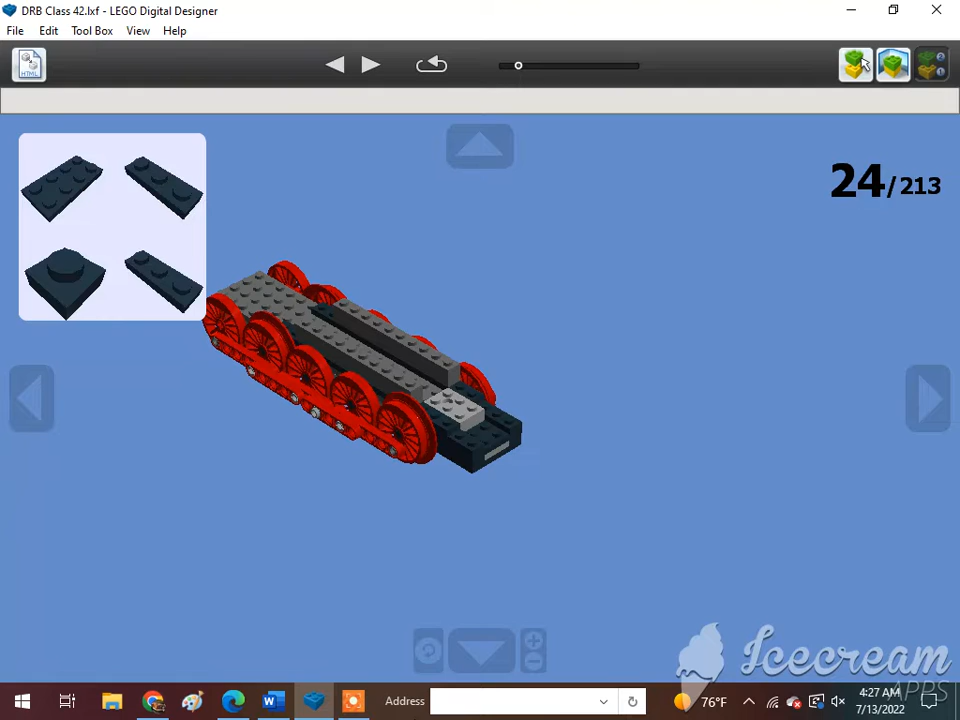 DRB Class 42.lxf - LEGO Digital Designer
File Edit Tool Box View Help
HTML
24/213
Icecream
APPS
Address
76°F
4:27 AM
7/13/2022